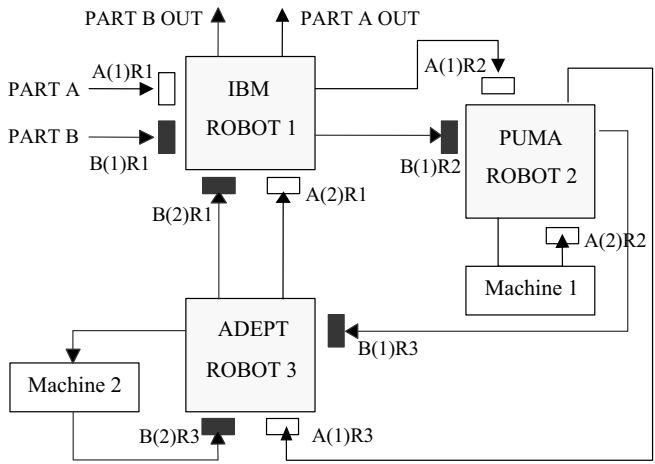 PART B OUT
PART A OUT
A(1)R1
A(1)R2
PART A
IBM
ROBOT 1
PART B
B(1)R1
PUMA
ROBOT 2
B(1)R2
B(2)R1
A(2)R1
A(2)R2
Machine 1
ADEPT
ROBOT 3
B(1)R3
Machine 2
B(2)R3
A(1)R3